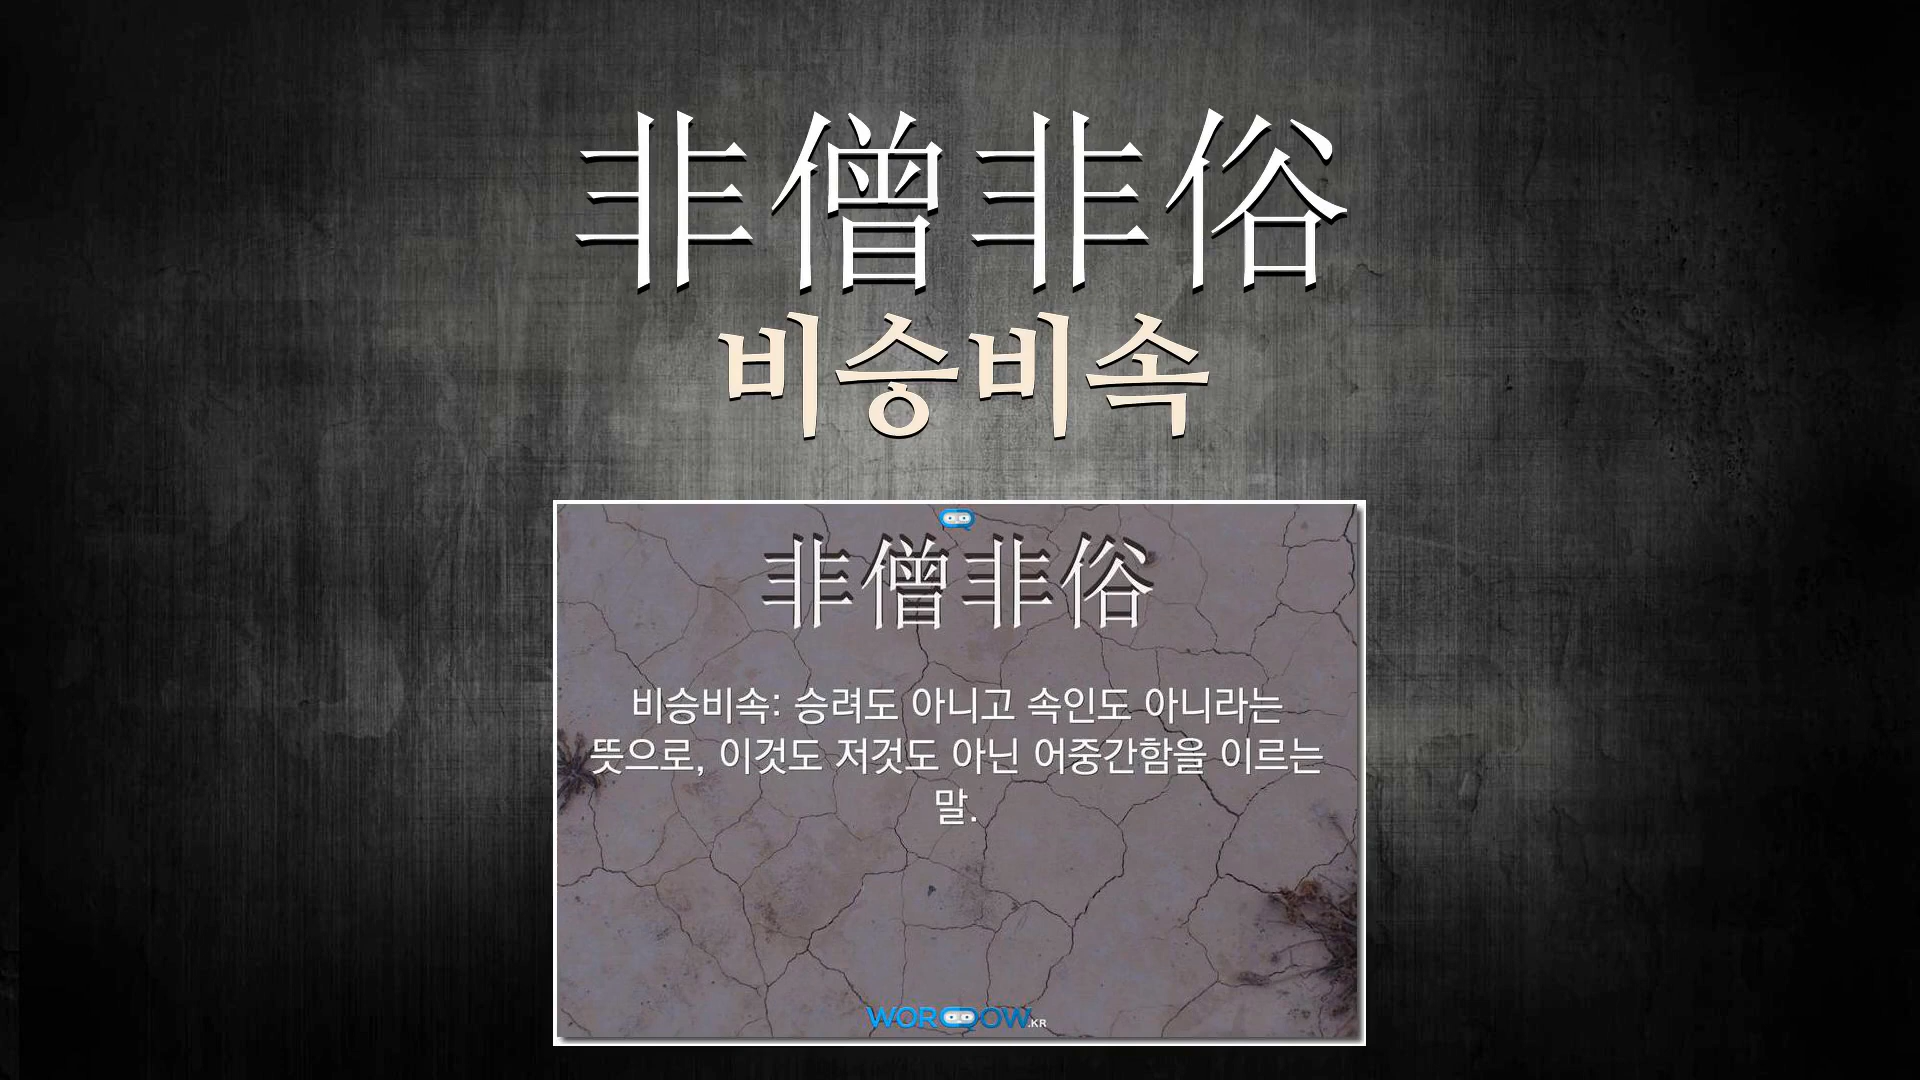 非僧非俗
비승비속
非僧非俗
비승비속: 승려도 아니고 속인도 아니라는
뜻으로, 이것도 저것도 아닌 어중간함을 이르는
말.
WORDROW.KR